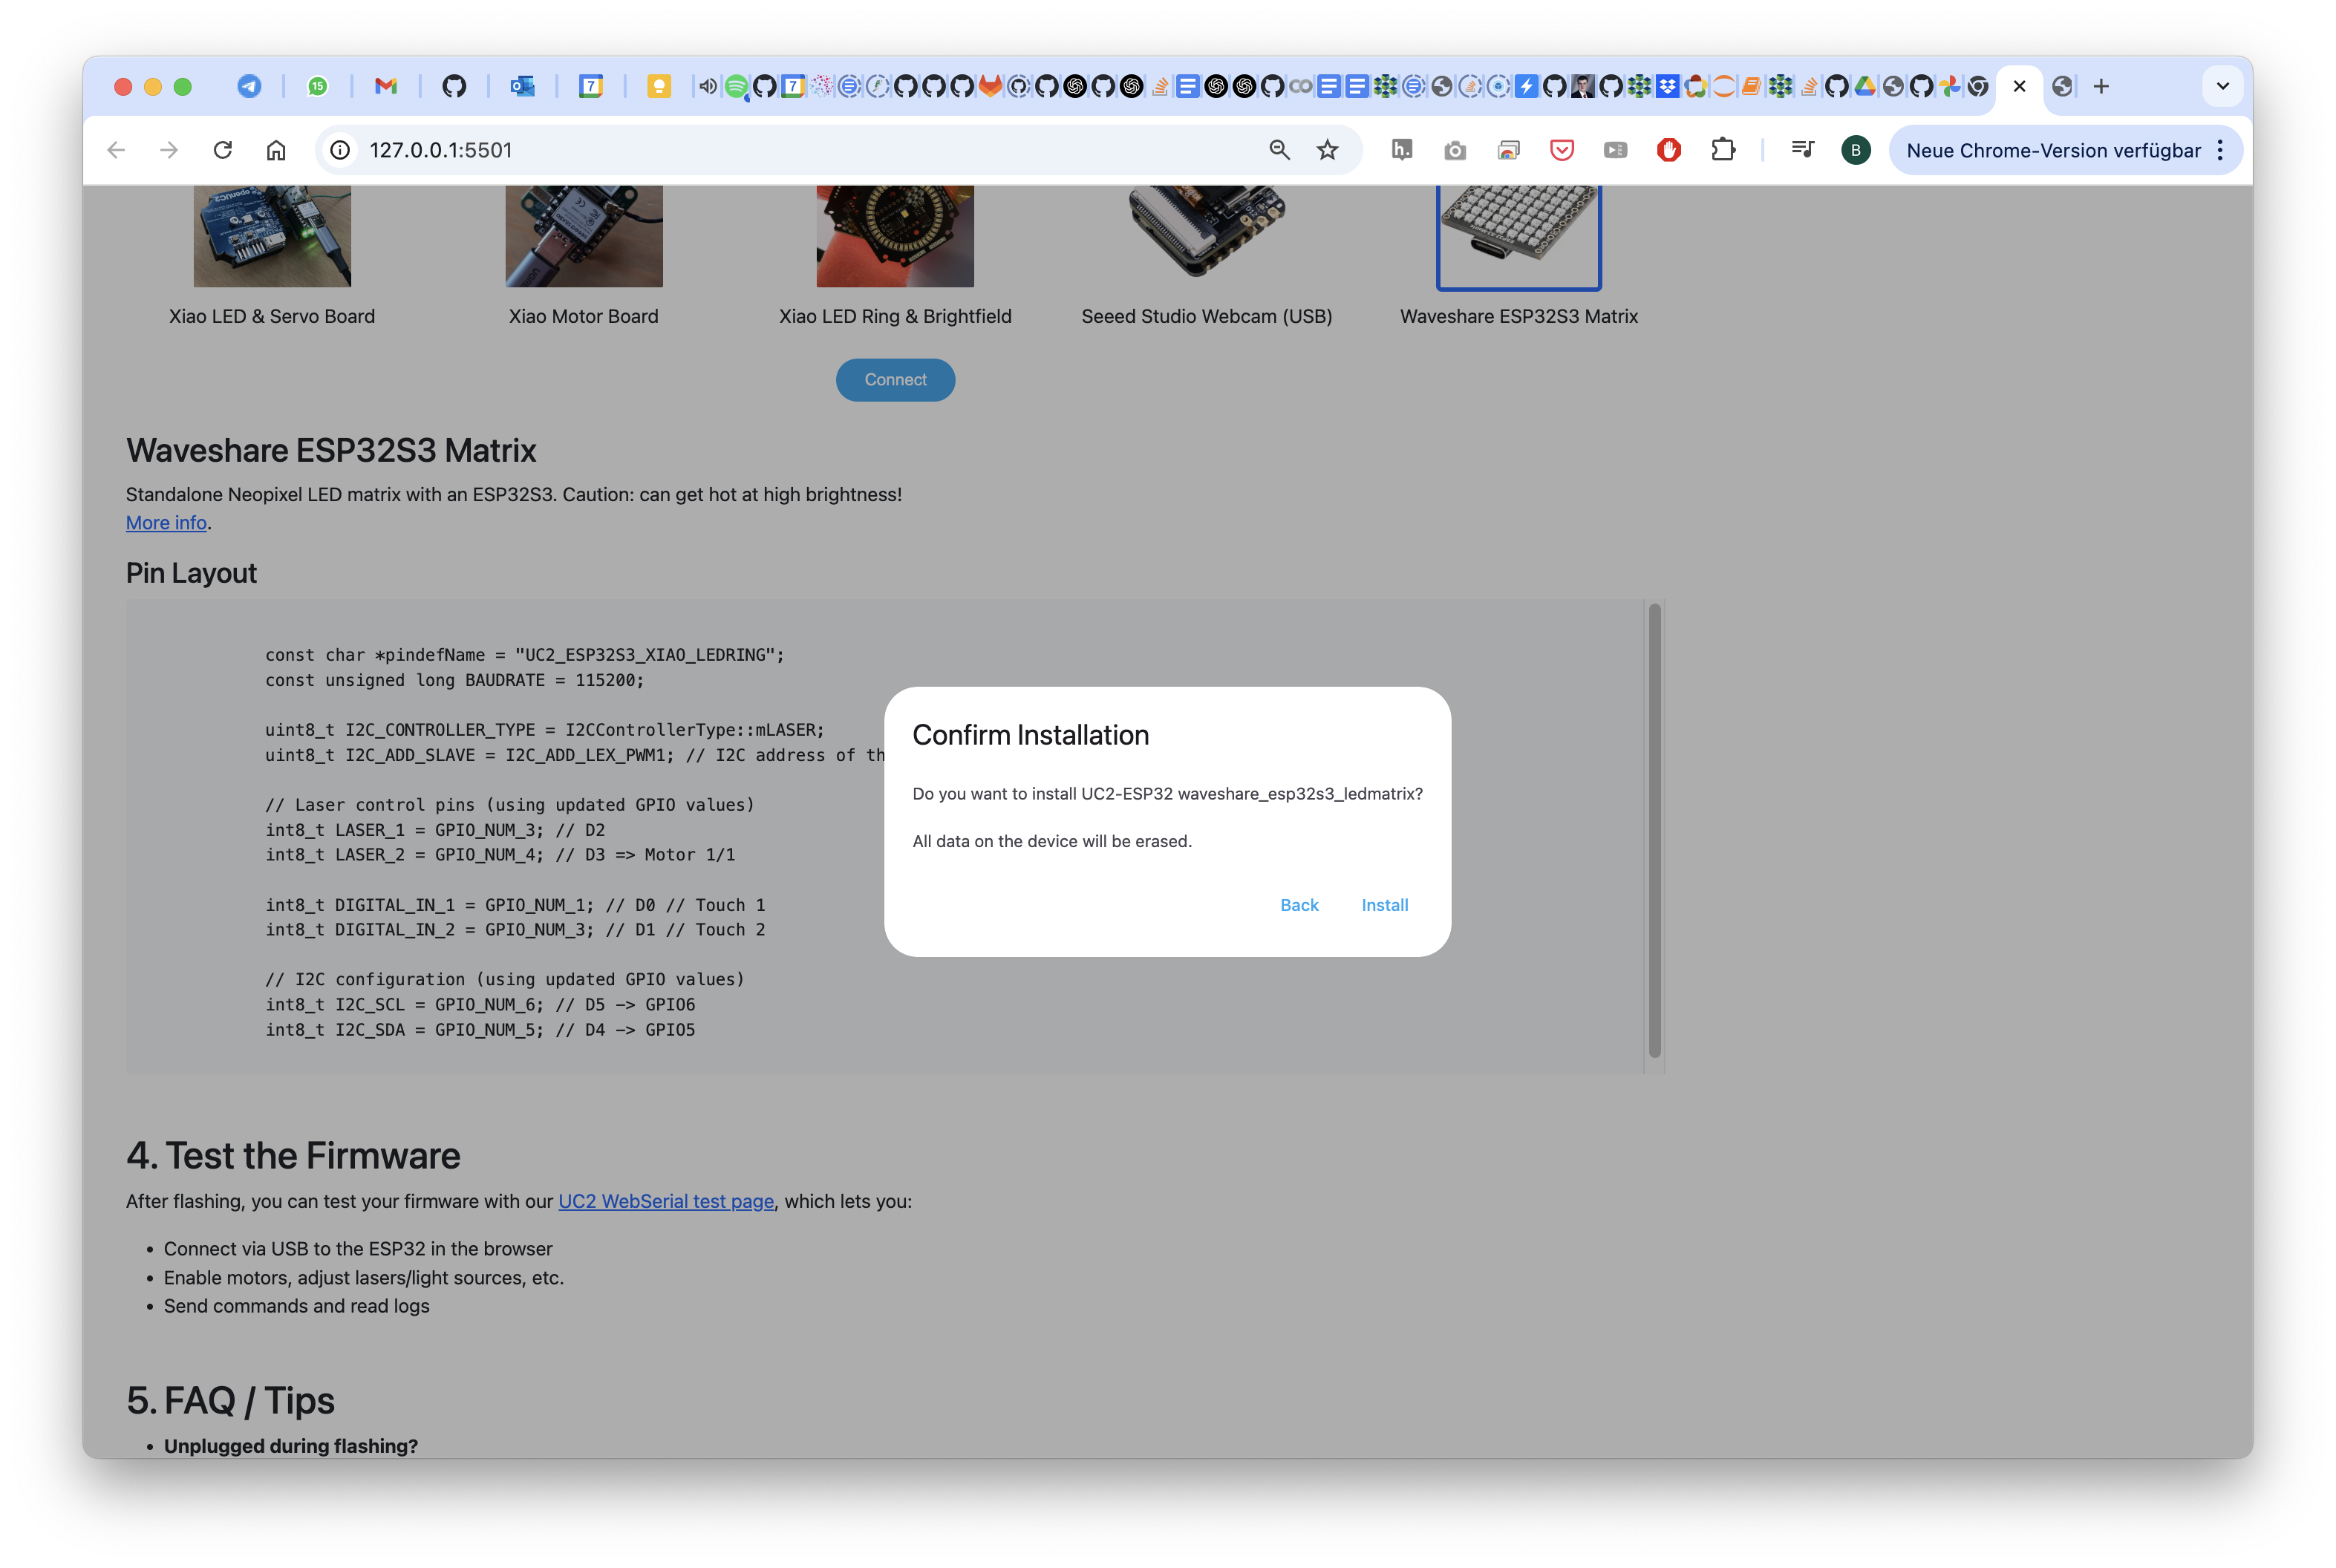 15
7
7
127.0.0.1:5501
h.
B
Neue Chrome-Version verfügbar
openUC2
Xiao LED & Servo Board
Xiao Motor Board
Xiao LED Ring & Brightfield
Seeed Studio Webcam (USB)
Waveshare ESP32S3 Matrix
Connect
Waveshare ESP32S3 Matrix
Standalone Neopixel LED matrix with an ESP32S3. Caution: can get hot at high brightness!
More info.
Pin Layout
const char *pindefName = "UC2_ESP32S3_XIAO_LEDRING";
const unsigned long BAUDRATE = 115200;
uint8_t I2C_CONTROLLER_TYPE = I2CControllerType::mLASER;
uint8_t I2C_ADD_SLAVE = I2C_ADD_LEX_PWM1; // I2C address of th
// Laser control pins (using updated GPIO values)
int8_t LASER_1 = GPIO_NUM_3; // D2
int8_t LASER_2 = GPIO_NUM_4; // D3 => Motor 1/1
int8_t DIGITAL_IN_1 = GPIO_NUM_1; // D0 // Touch 1
int8_t DIGITAL_IN_2 = GPIO_NUM_3; // D1 // Touch 2
// I2C configuration (using updated GPIO values)
int8_t I2C_SCL = GPIO_NUM_6; // D5 -> GPIO6
int8_t I2C_SDA = GPIO_NUM_5; // D4 -> GPIO5
Confirm Installation
Do you want to install UC2-ESP32 waveshare_esp32s3_ledmatrix?
All data on the device will be erased.
Back Install
4. Test the Firmware
After flashing, you can test your firmware with our UC2 WebSerial test page, which lets you:
• Connect via USB to the ESP32 in the browser
• Enable motors, adjust lasers/light sources, etc.
• Send commands and read logs
5. FAQ / Tips
• Unplugged during flashing?